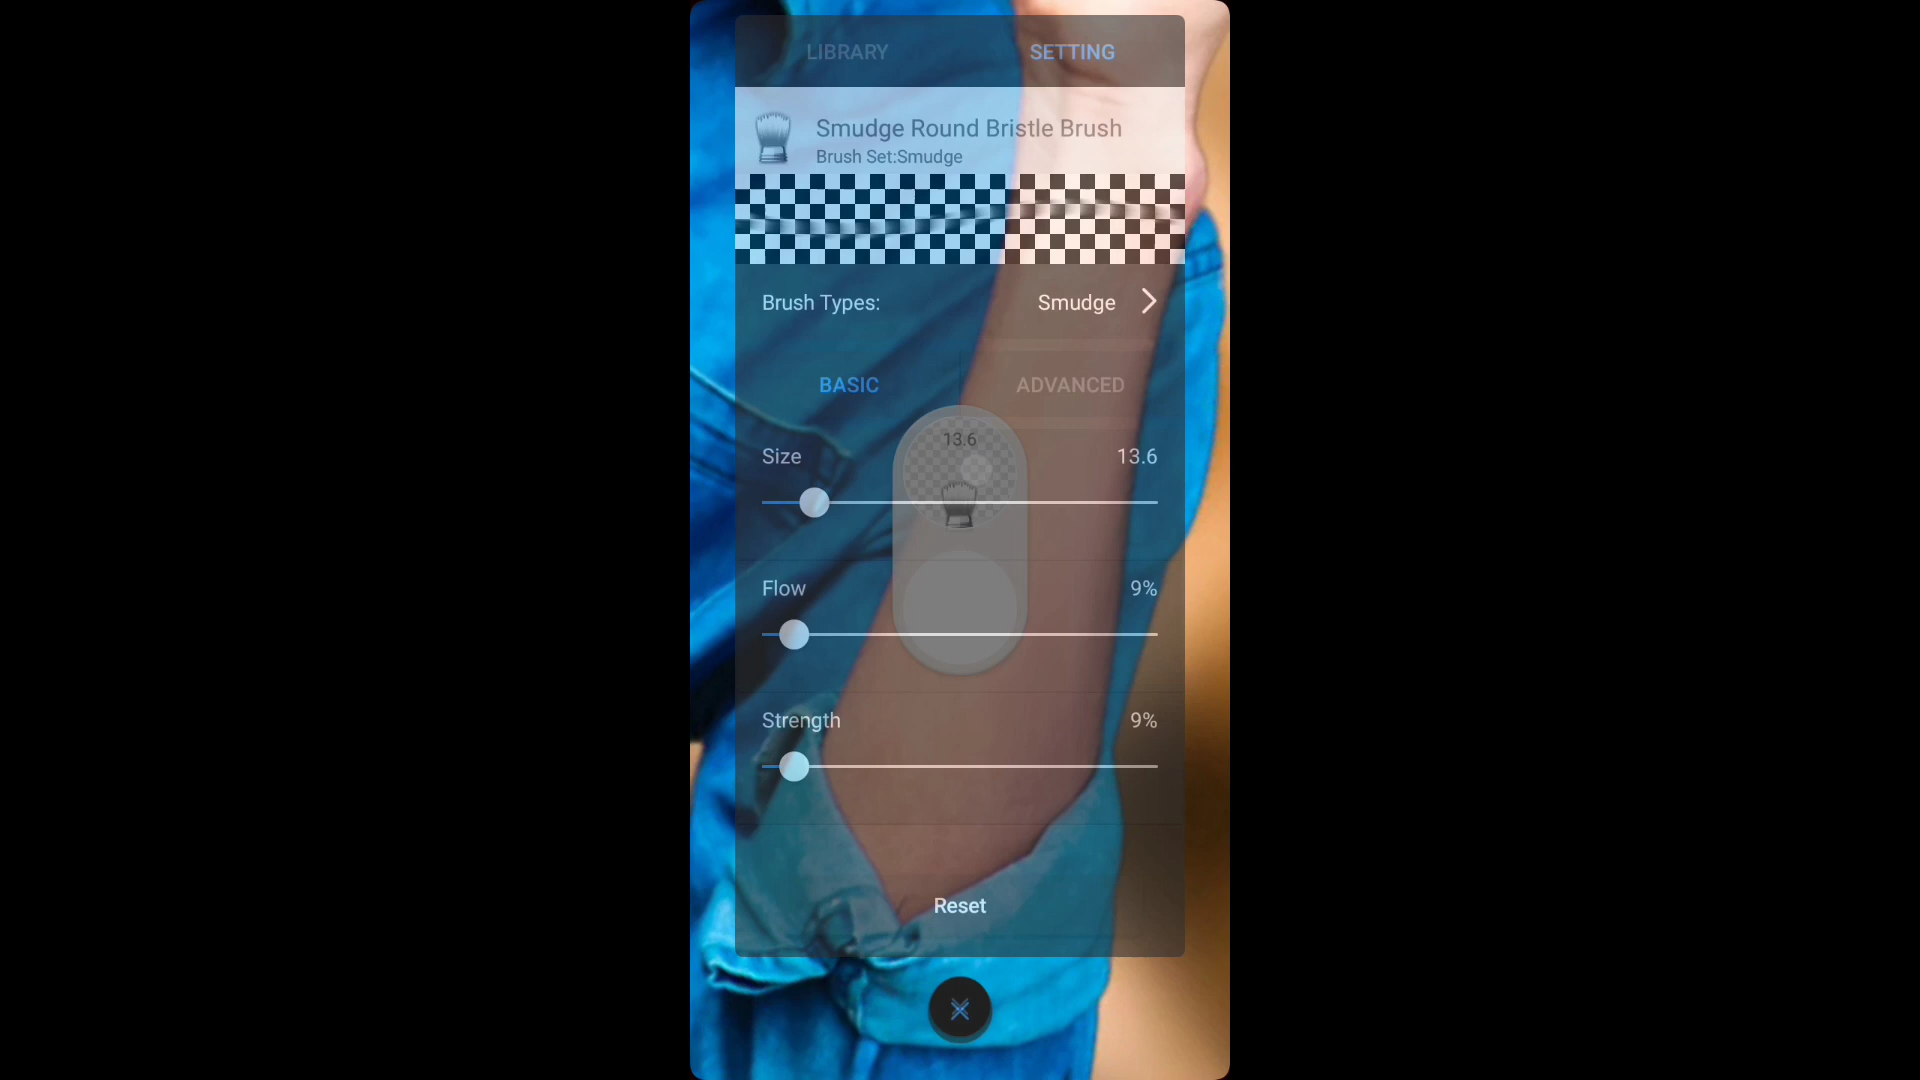 LIBRARY
SETTING
Smudge Round Bristle Brush
Brush Set:Smudge
Brush Types:
Smudge
BASIC
ADVANCED
13.6
Size
13.6
Flow
9%
Strength
9%
Reset